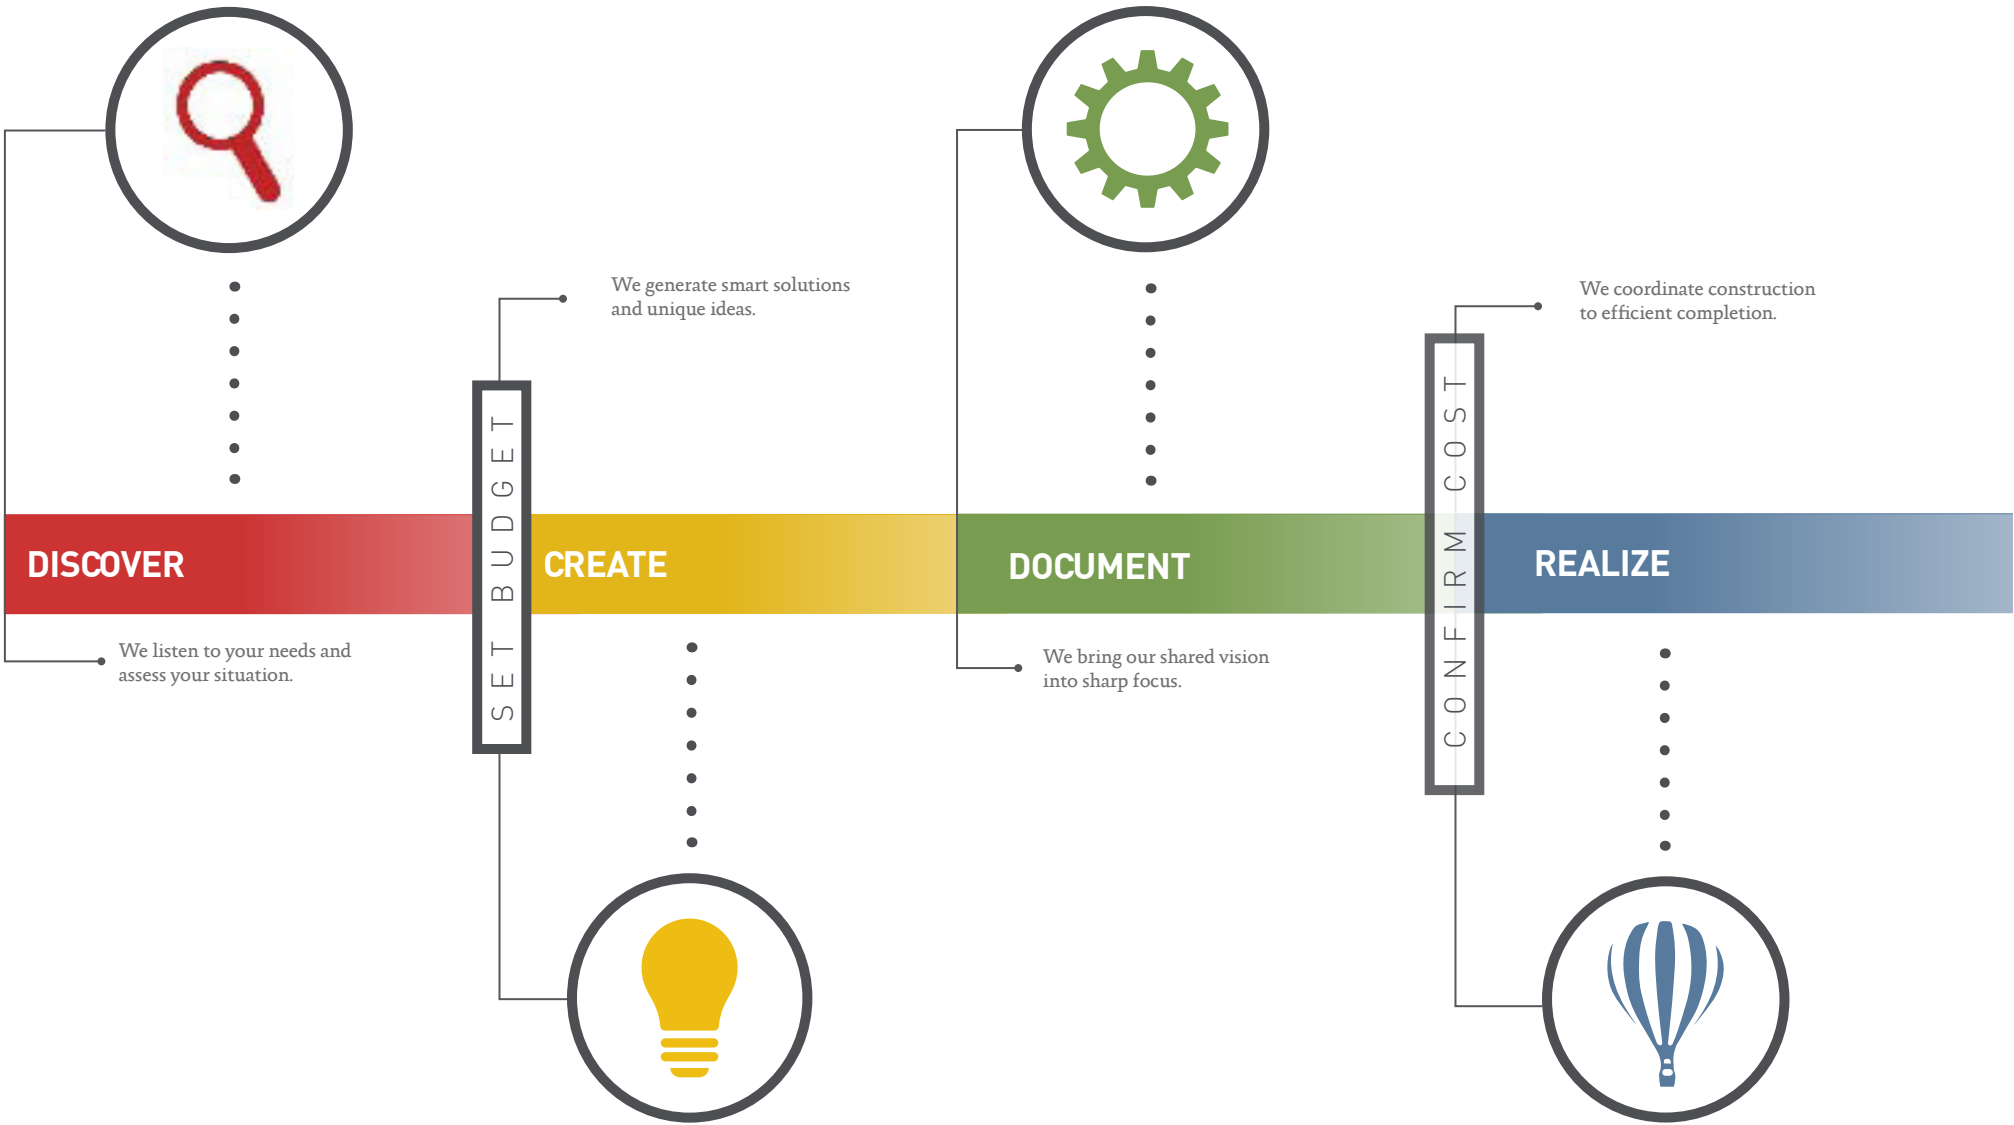 DISCOVER
We listen to your needs and
assess your situation.
SET BUDGET
We generate smart solutions
and unique ideas.
CREATE
DOCUMENT
We bring our shared vision
into sharp focus.
CONFIRM COST
We coordinate construction
to efficient completion.
REALIZE